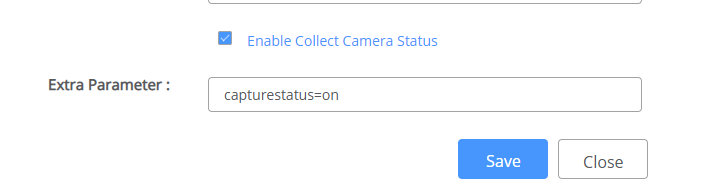 Enable Collect Camera Status
Extra Parameter :
capturestatus=on
Save
Close